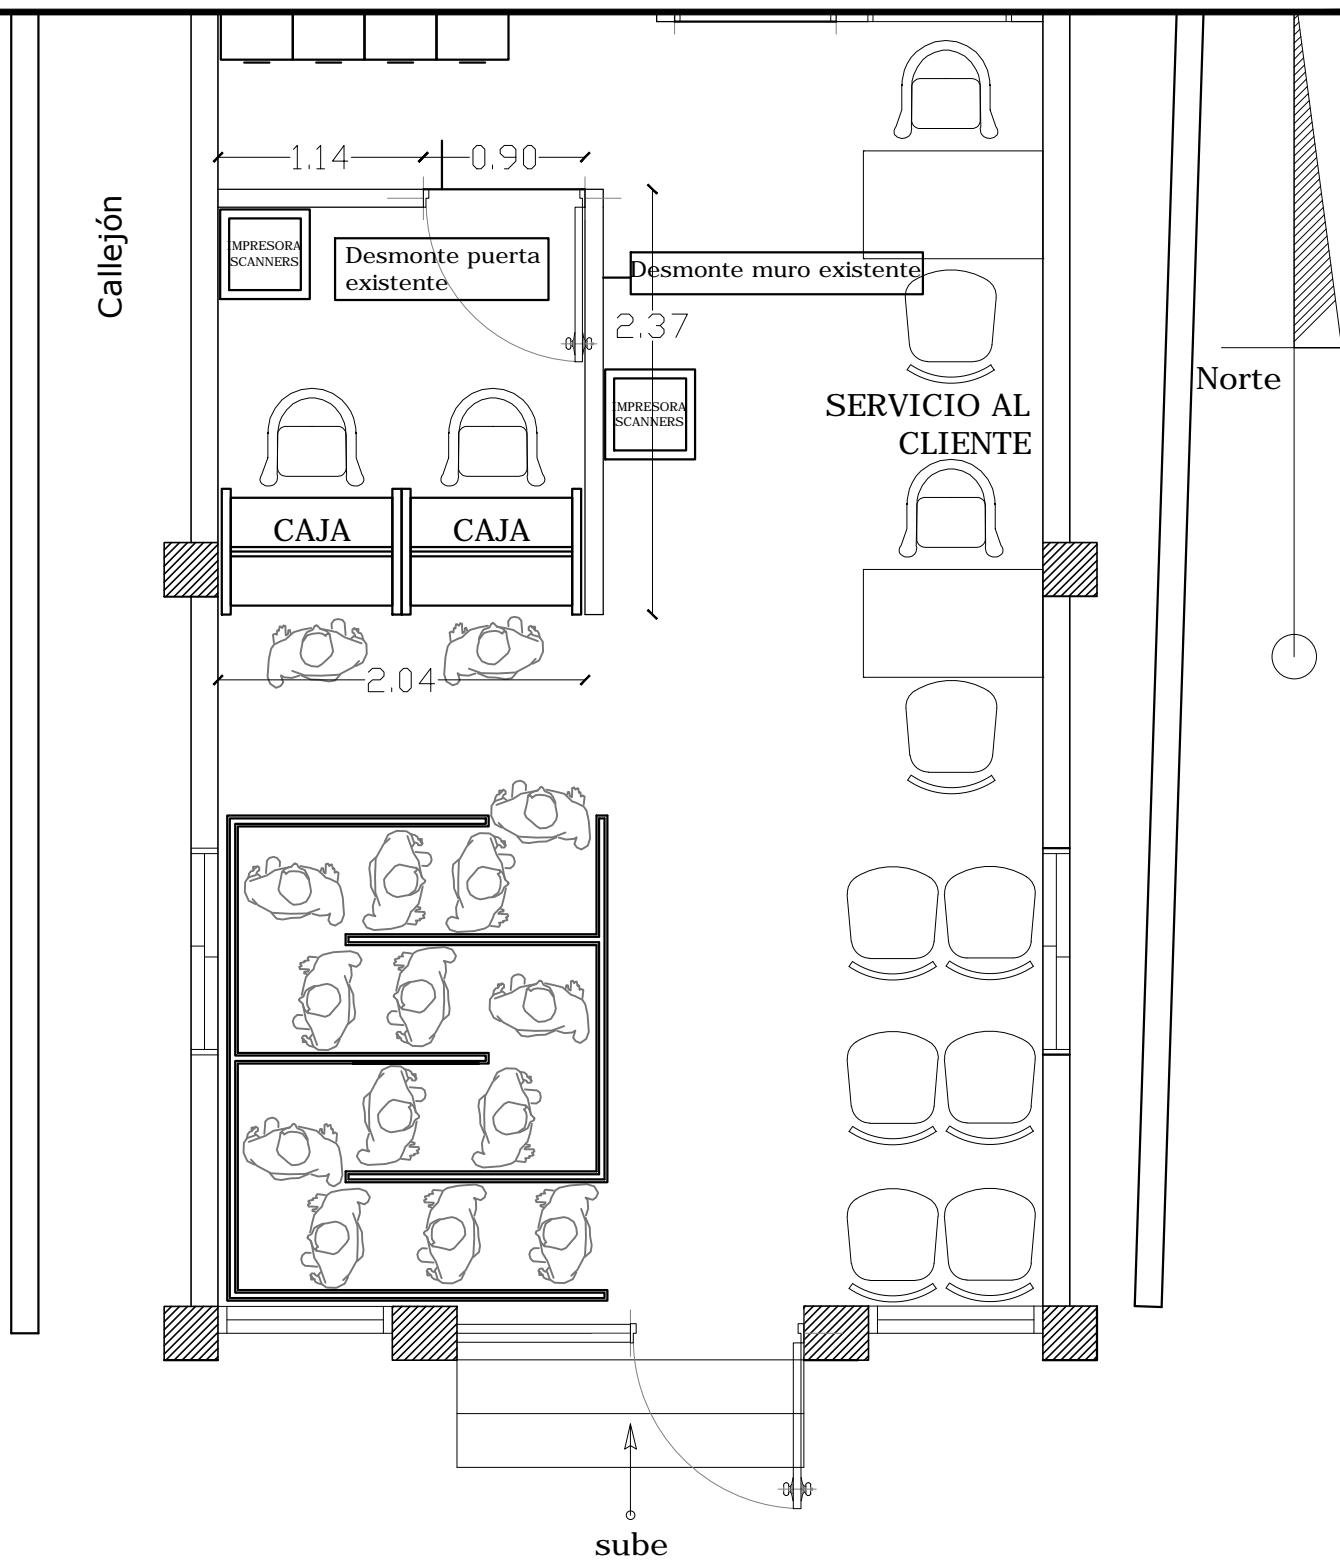 1.14
0.90
Callejón
IMPRESORA
SCANNERS
Desmonte puerta
existente
Desmonte muro existente
2.37
Norte
IMPRESORA
SCANNERS
SERVICIO AL
CLIENTE
CAJA
CAJA
2.04
sube